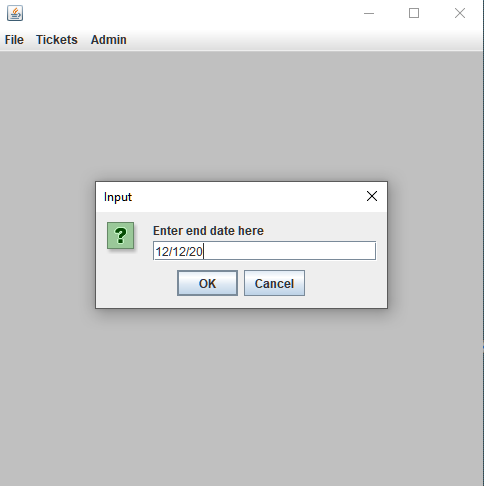 File Tickets Admin
Input
?
Enter end date here
12/12/20
OK Cancel